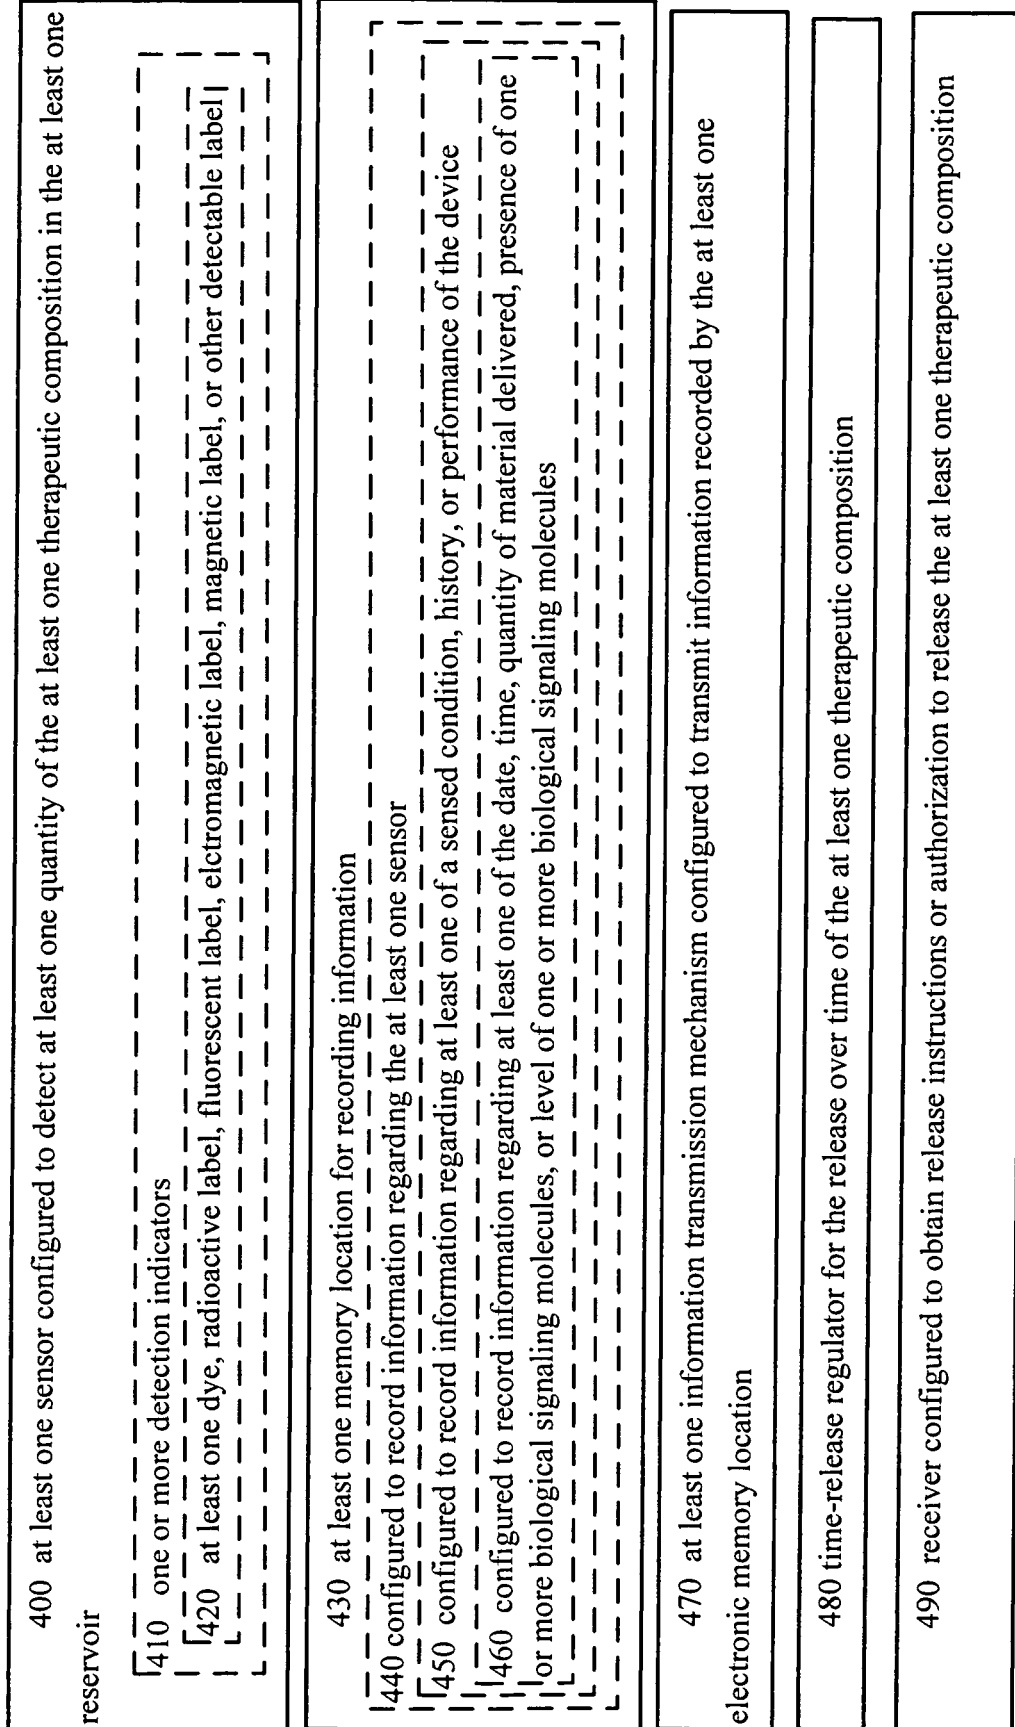 400 at least one sensor configured to detect at least one quantity of the at least one therapeutic composition in the at least one
reservoir
410 one or more detection indicators
420 at least one dye, radioactive label, fluorescent label, elctromagnetic label, magnetic label, or other detectable label
430 at least one memory location for recording information
440 configured to record information regarding the at least one sensor
450 configured to record information regarding at least one of a sensed condition, history, or performance of the device
460 configured to record information regarding at least one of the date, time, quantity of material delivered, presence of one
or more biological signaling molecules, or level of one or more biological signaling molecules
470 at least one information transmission mechanism configured to transmit information recorded by the at least one
electronic memory location
480 time-release regulator for the release over time of the at least one therapeutic composition
490 receiver configured to obtain release instructions or authorization to release the at least one therapeutic composition